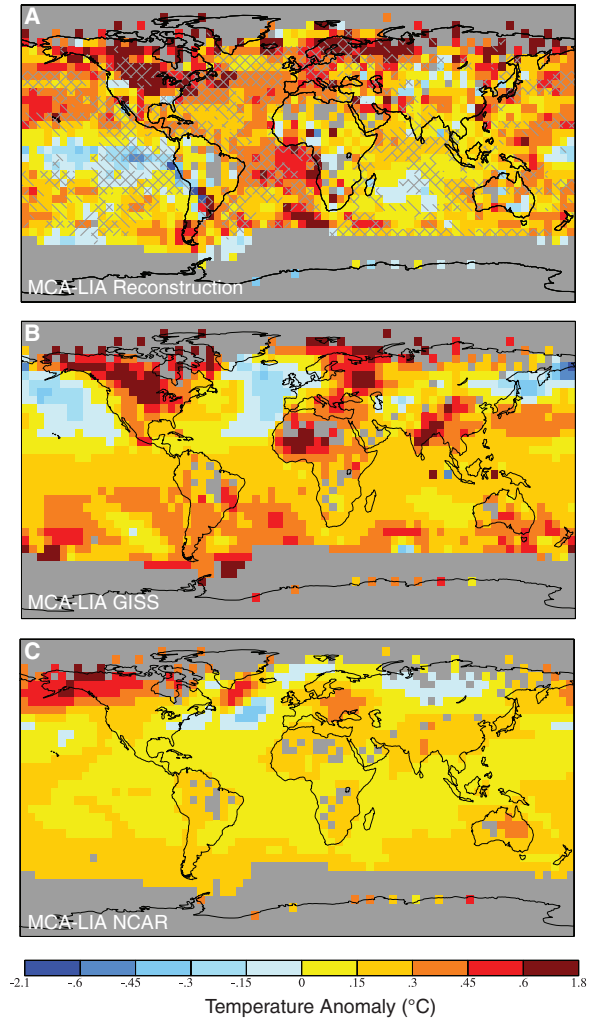 A
MCA-LIA Reconstruction
B
MCA-LIA GISS
C
MCA-LIA NCAR
-2.1 -.6 -.45 -.3 -.15 0 .15 .3 .45 .6 1.8
Temperature Anomaly (°C)